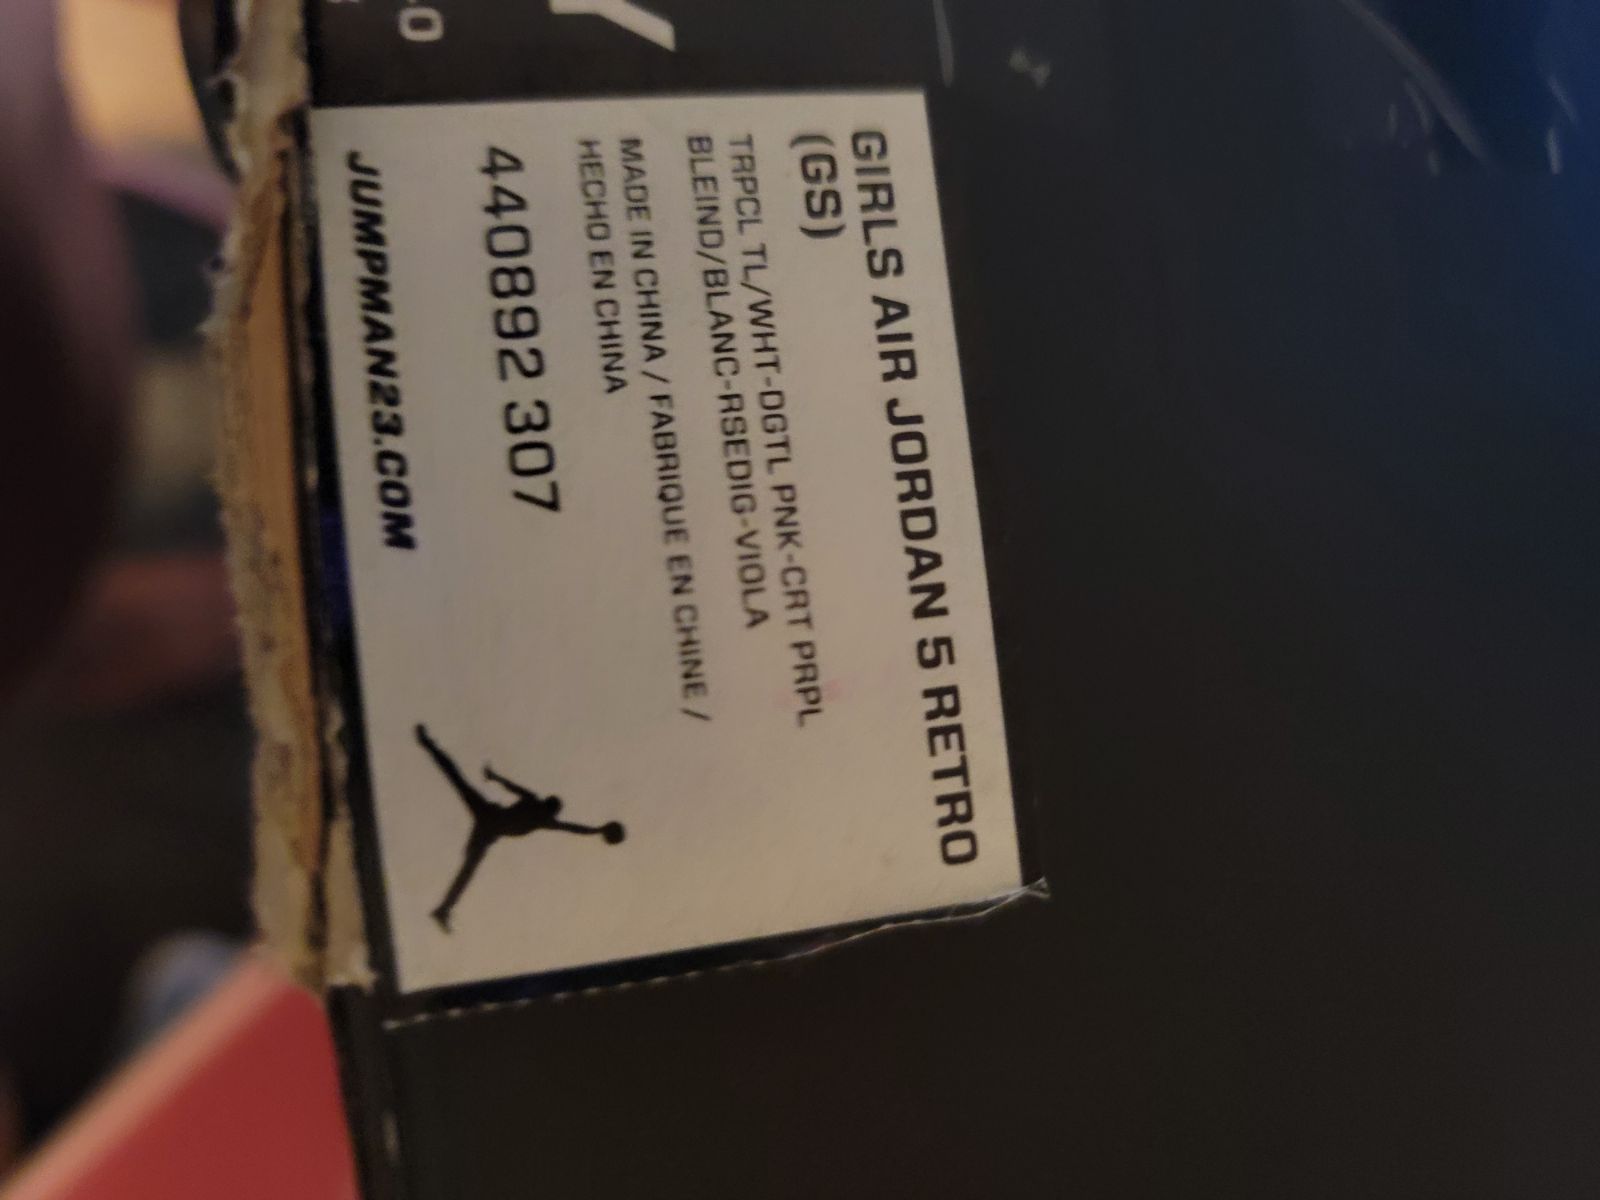 GIRLS AIR JORDAN 5 RETRO
(GS)
TRPCL TL/WHT-DGTL PNK-CRT PRPL
BLEIND/BLANC-RSEDIG-VIOLA
MADE IN CHINA / FABRIQUE EN CHINE /
HECHO EN CHINA
440892 307
JUMPMAN23.COM